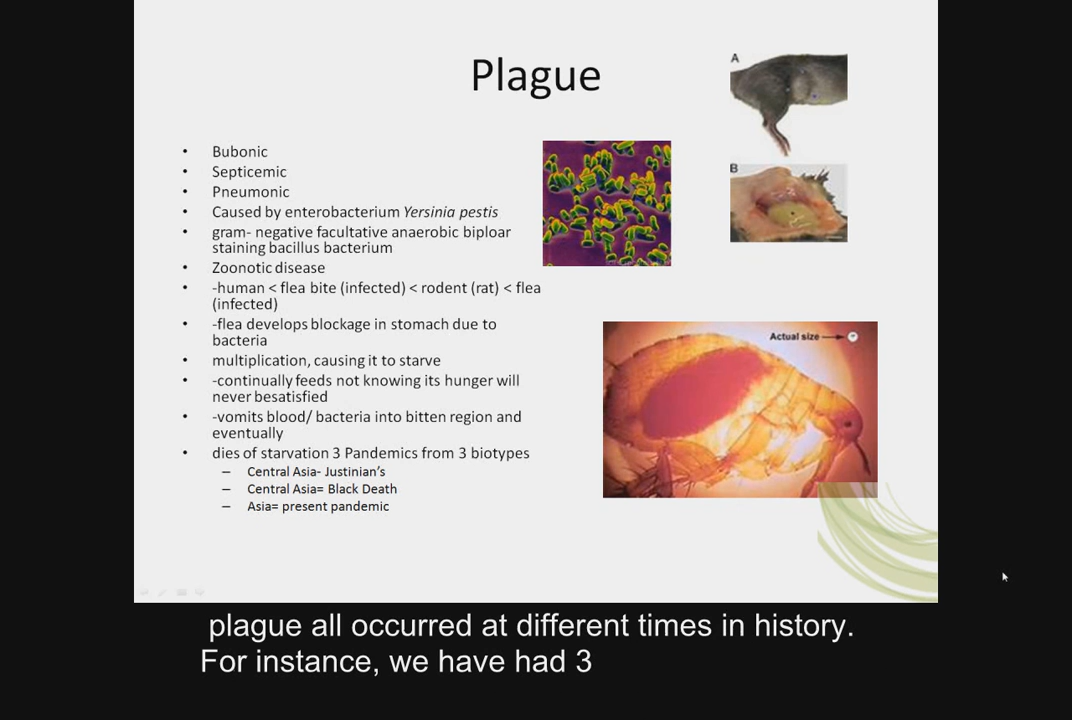 Plague
A
B
• Bubonic
• Septicemic
• Pneumonic
• Caused by enterobacterium Yersinia pestis
• gram- negative facultative anaerobic biploar
staining bacillus bacterium
• Zoonotic disease
• -human < flea bite (infected) < rodent (rat) < flea
(infected)
• -flea develops blockage in stomach due to
bacteria
• multiplication, causing it to starve
• -continually feeds not knowing its hunger will
never besatisfied
• -vomits blood/ bacteria into bitten region and
eventually
• dies of starvation 3 Pandemics from 3 biotypes
– Central Asia- Justinian’s
– Central Asia= Black Death
– Asia= present pandemic
Actual size
plague all occurred at different times in history.
For instance, we have had 3